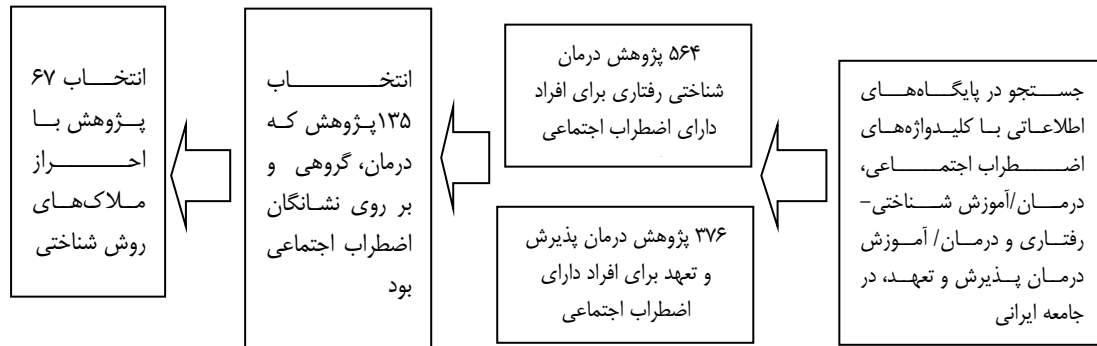 جستجو در پایگاه‌های
اطلاعاتی با کلیدواژه‌های
اضطراب اجتماعی،
درمان/آموزش شناختی-
رفتاری و درمان/ آموزش
درمان پذیرش و تعهد، در
جامعه ایرانی
۵۶۴ پژوهش درمان
شناختی رفتاری برای افراد
دارای اضطراب اجتماعی
۳۷۶ پژوهش درمان پذیرش
و تعهد برای افراد دارای
اضطراب اجتماعی
انتخاب
۱۳۵پژوهش که
درمان، گروهی و
بر روی نشانگان
اضطراب اجتماعی
بود
انتخاب ۶۷
پژوهش با
احراز
ملاک‌های
روش شناختی